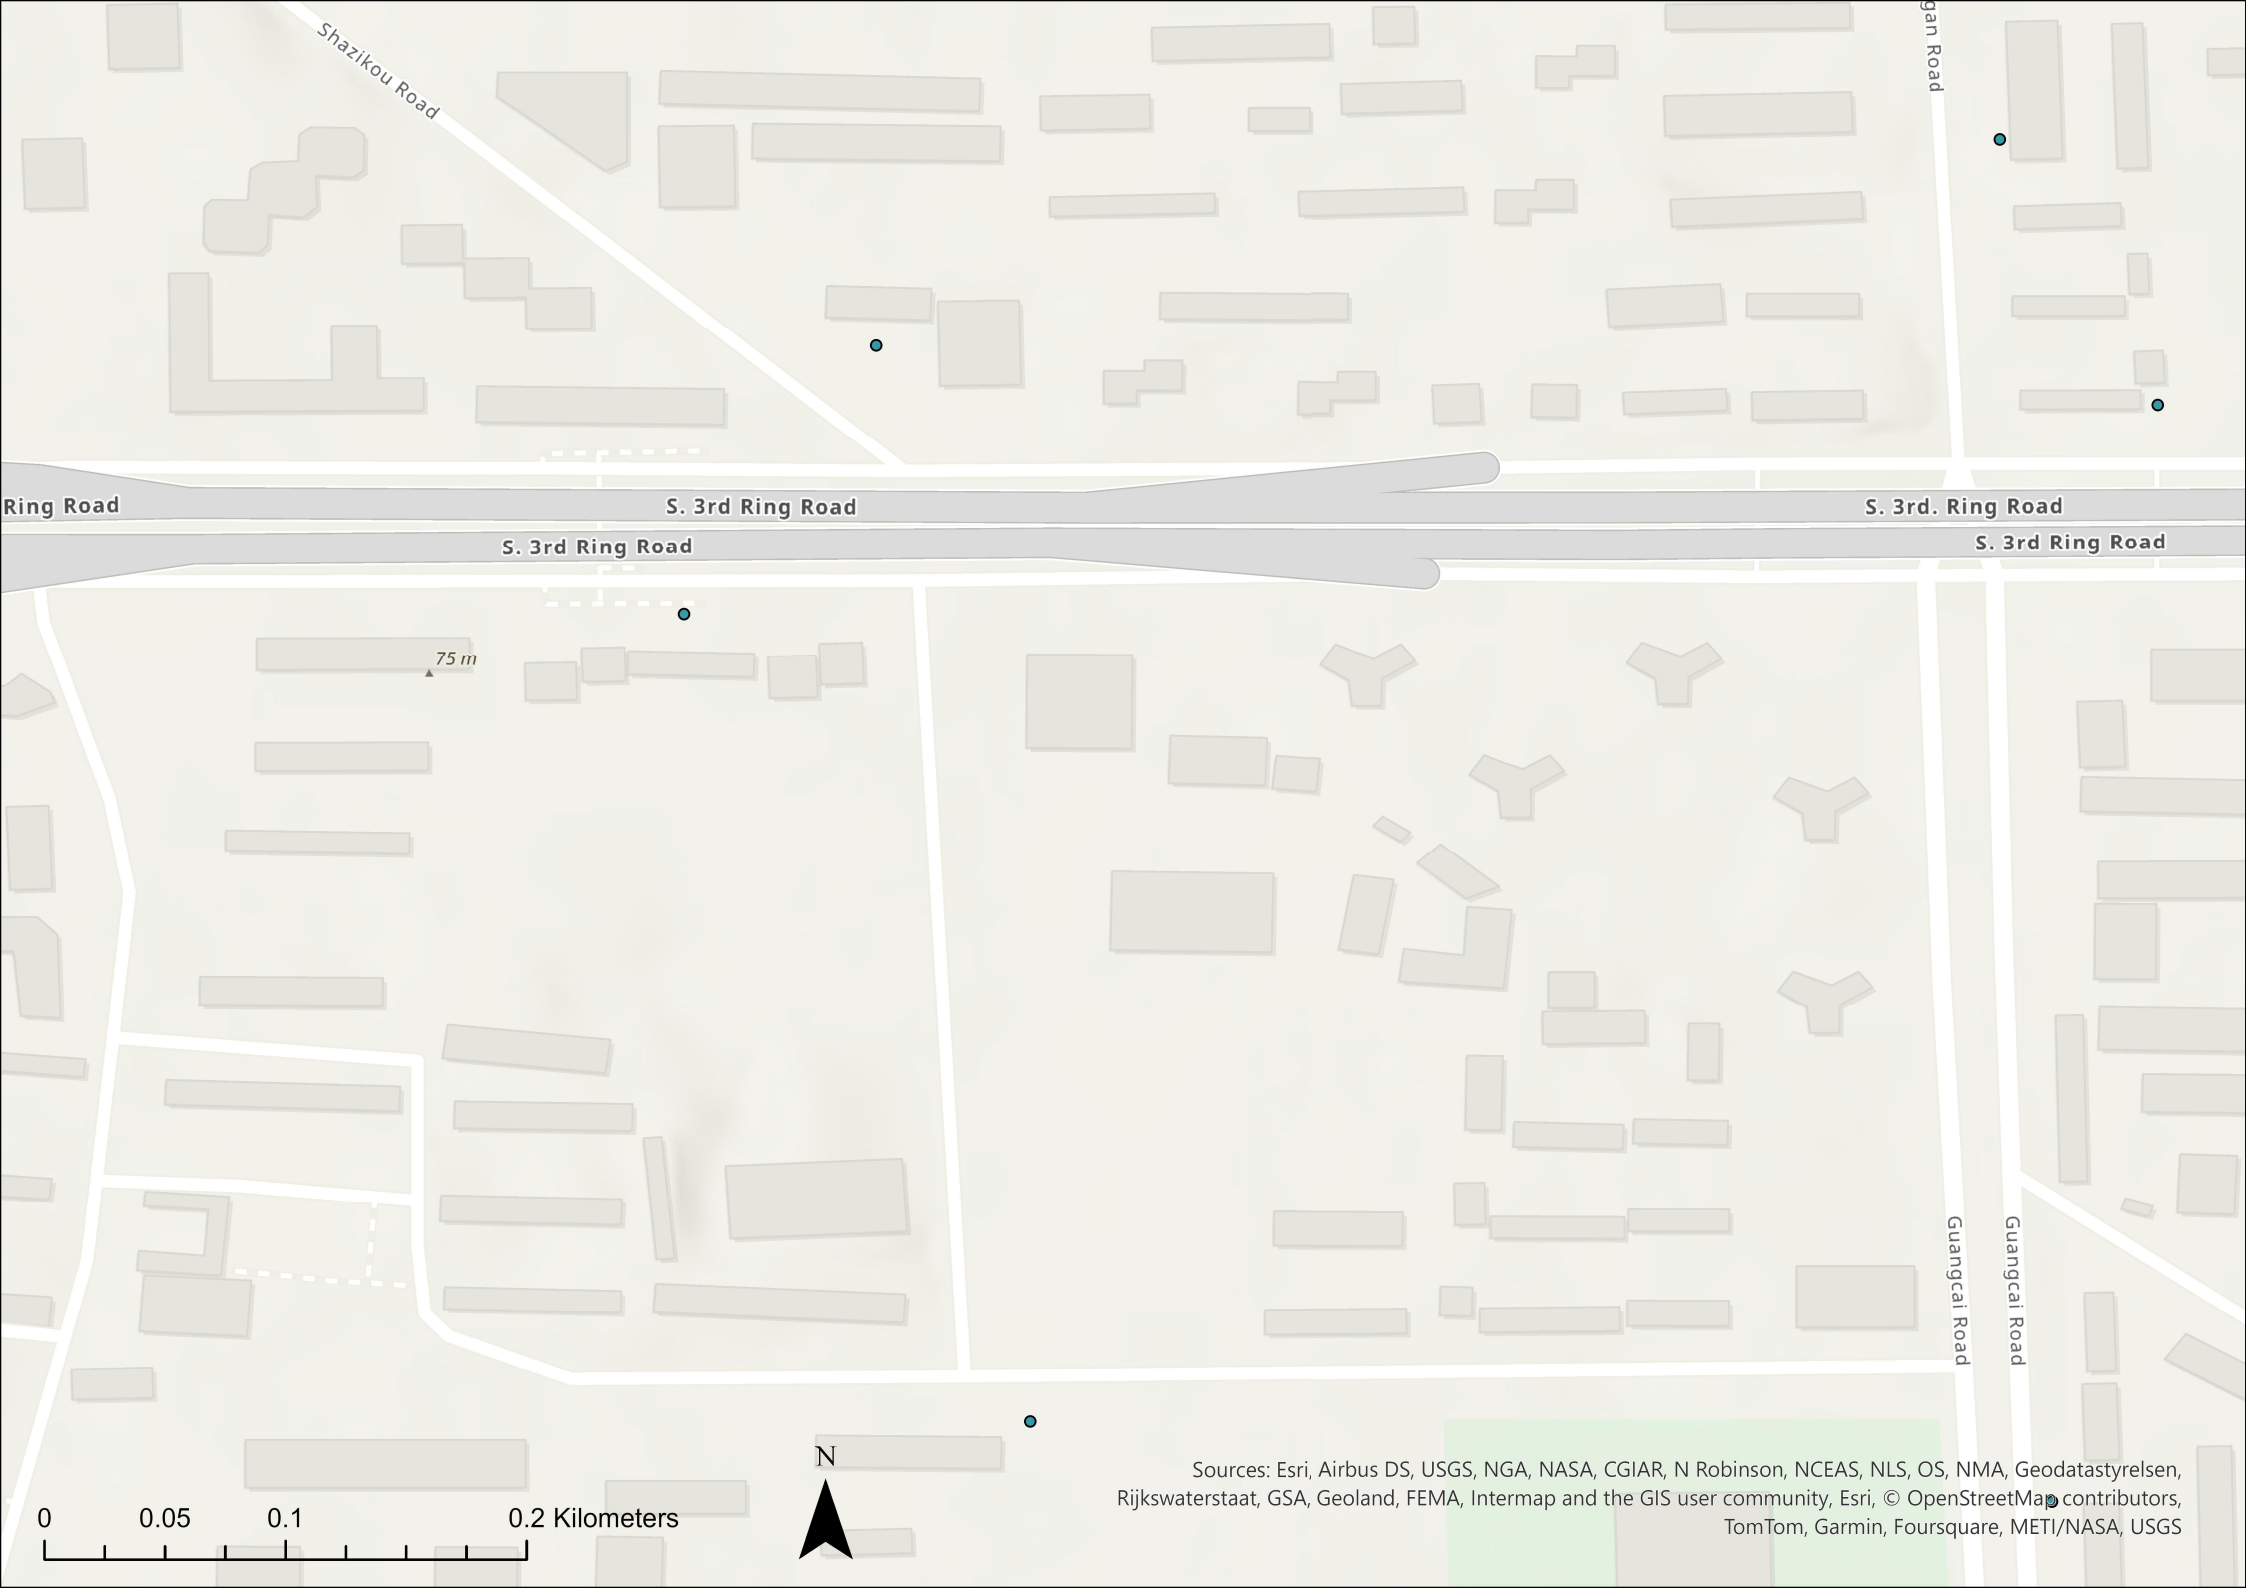 Shazikou Road
gan Road
Ring Road
S. 3rd Ring Road
S. 3rd. Ring Road
S. 3rd Ring Road
S. 3rd Ring Road
75 m
Guangcai Road
Guangcai Road
N
0 0.05 0.1 0.2 Kilometers
Sources: Esri, Airbus DS, USGS, NGA, NASA, CGIAR, N Robinson, NCEAS, NLS, OS, NMA, Geodatastyrelsen,
Rijkswaterstaat, GSA, Geoland, FEMA, Intermap and the GIS user community, Esri, © OpenStreetMap contributors,
TomTom, Garmin, Foursquare, METI/NASA, USGS